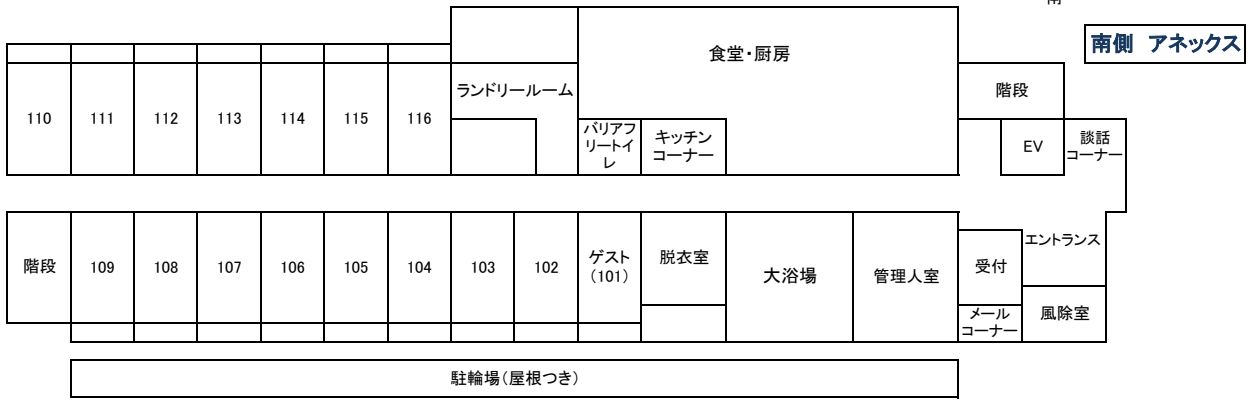 南
南側 アネックス
食堂・厨房
ランドリールーム
階段
110
111
112
113
114
115
116
バリアフ
リートイ
レ
キッチン
コーナー
EV
談話
コーナー
階段
109
108
107
106
105
104
103
102
ゲスト
(101)
脱衣室
大浴場
管理人室
受付
エントランス
メール
コーナー
風除室
駐輪場(屋根つき)